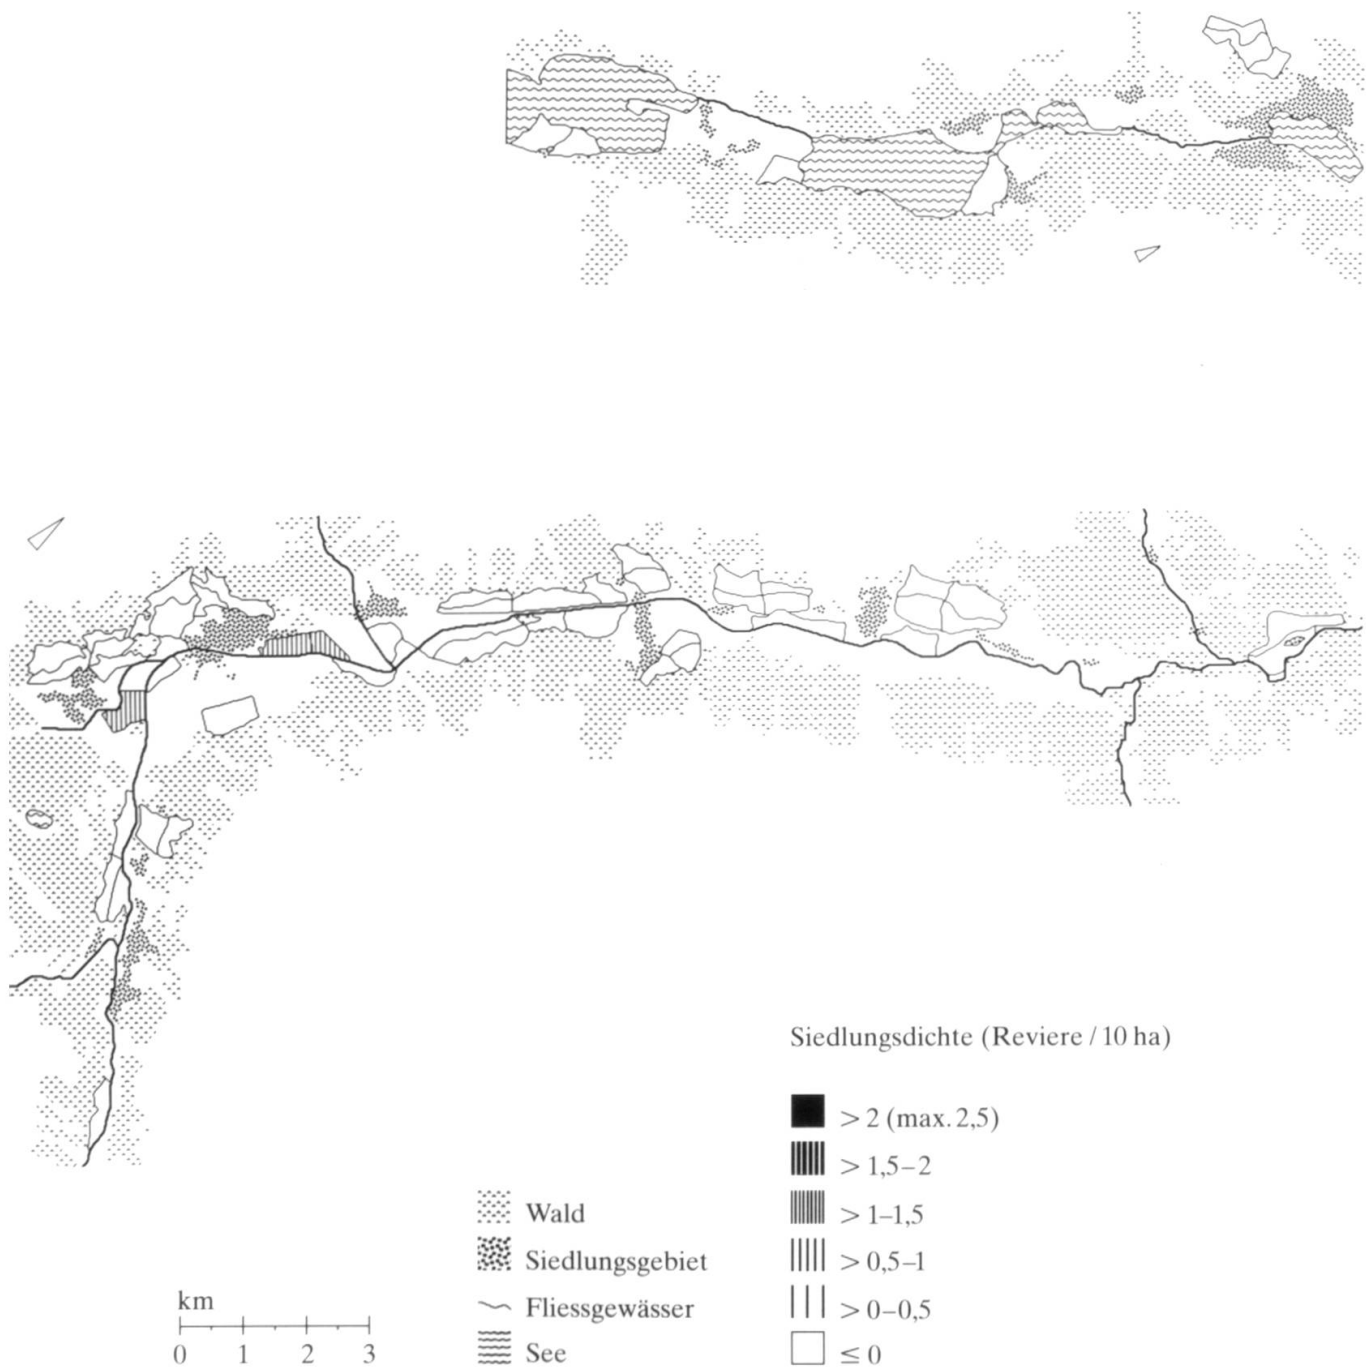 Siedlungsdichte (Reviere / 10 ha)
> 2 (max. 2,5)
> 1,5–2
> 1–1,5
> 0,5–1
> 0–0,5
≤ 0
Wald
Siedlungsgebiet
Fliessgewässer
See
km
0 1 2 3